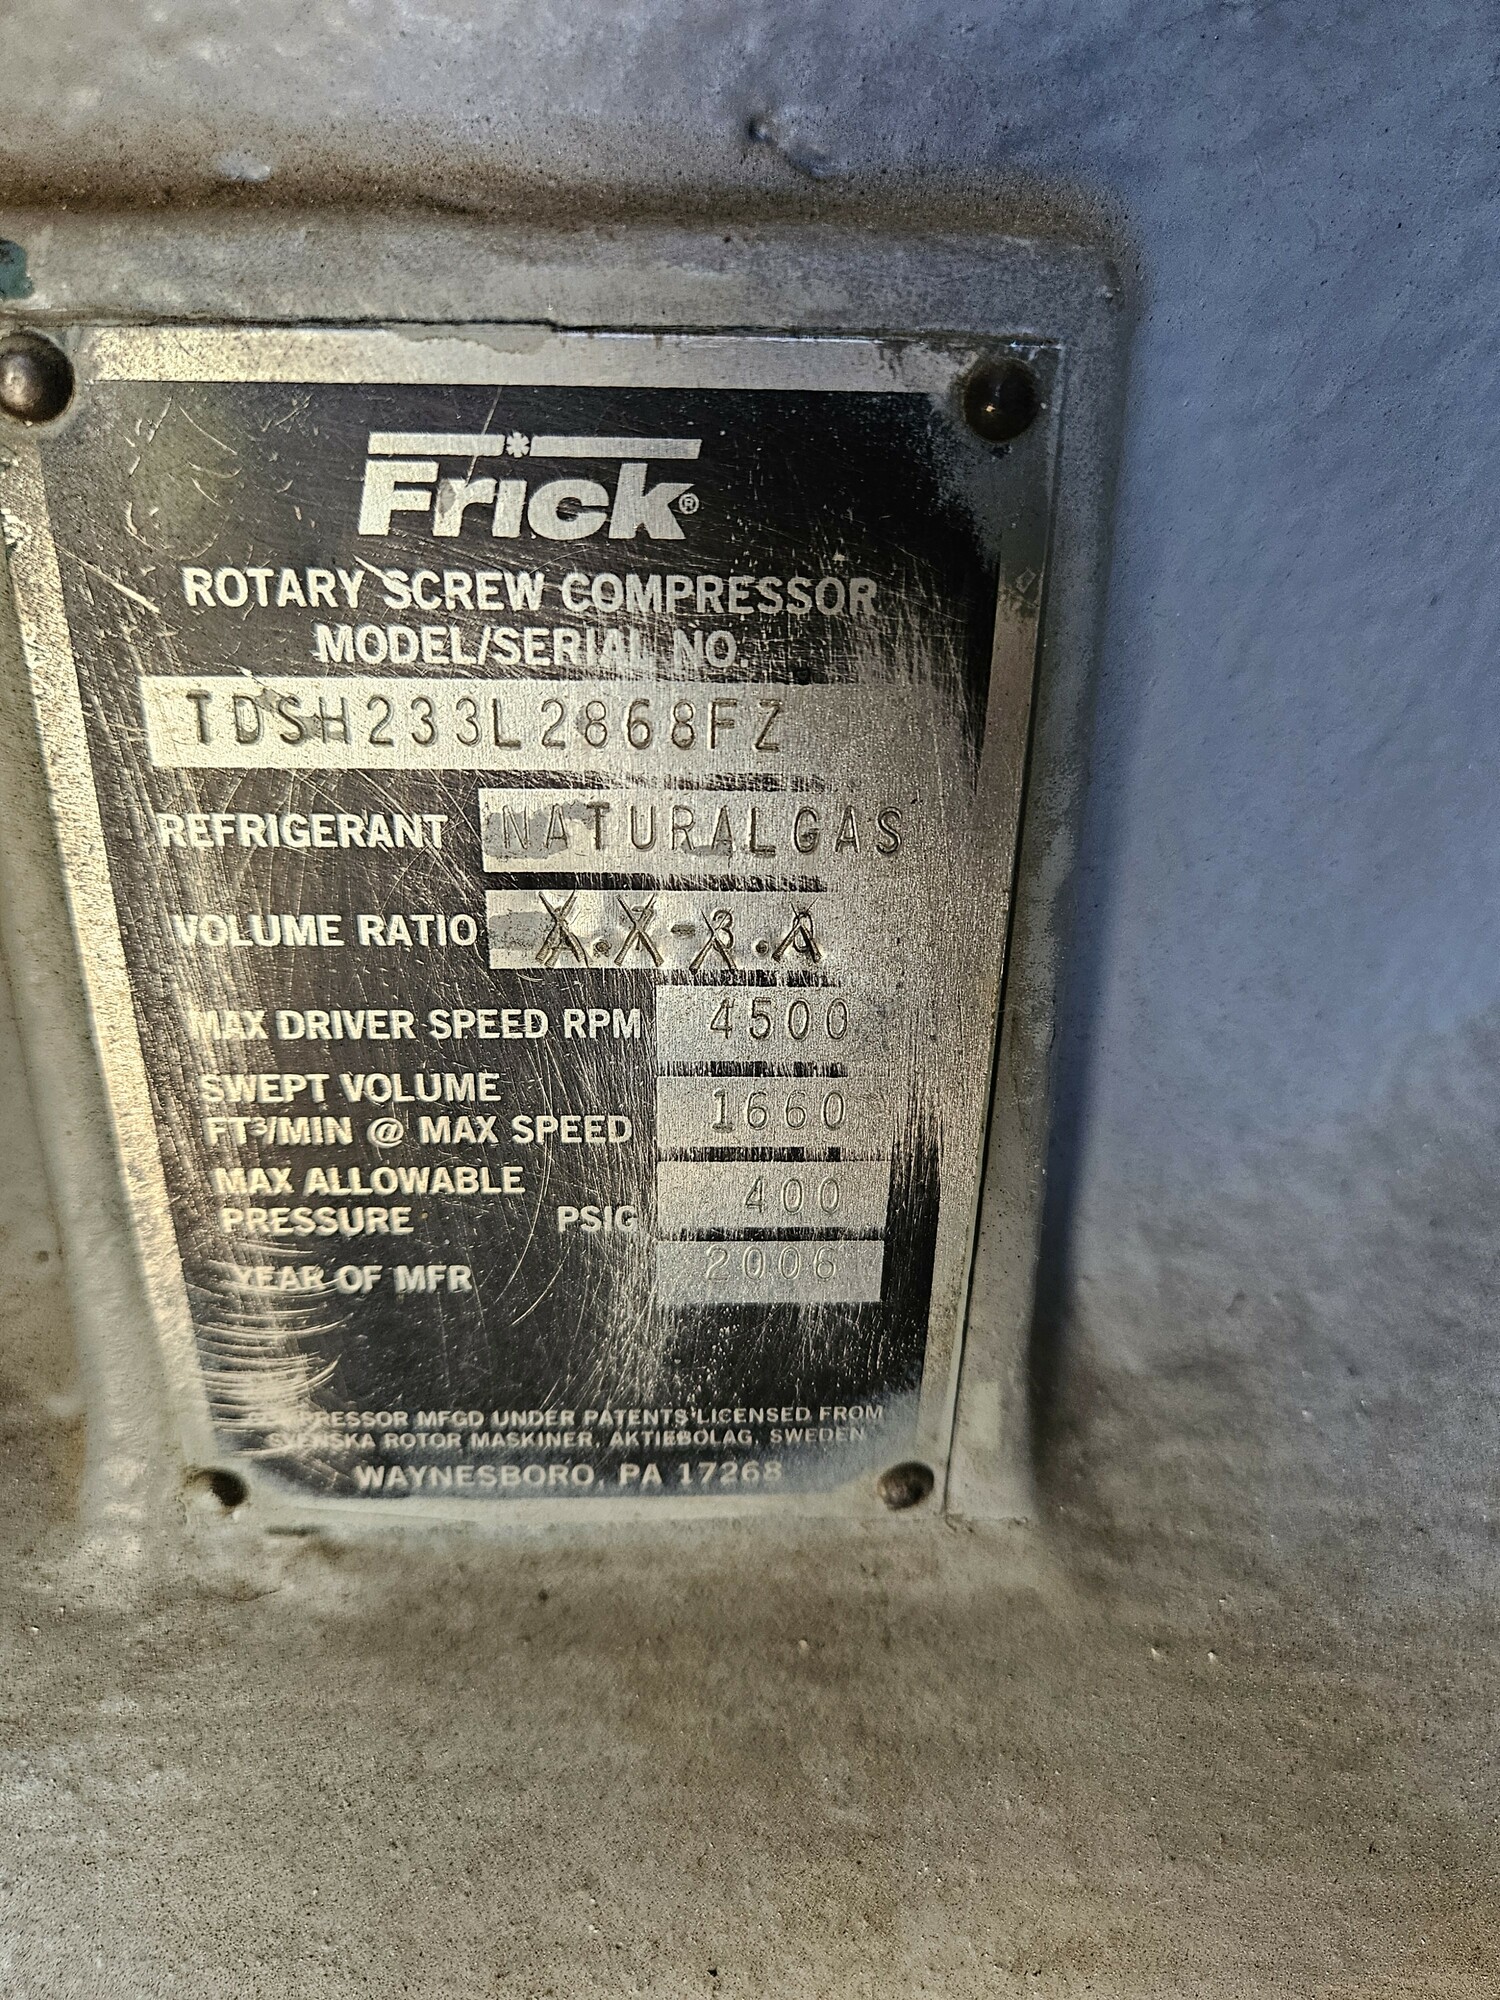 Frick®
ROTARY SCREW COMPRESSOR
MODEL/SERIAL NO.
TDSH233L2868FZ
REFRIGERANT NATURALGAS
VOLUME RATIO
MAX DRIVER SPEED RPM 4500
SWEPT VOLUME
FT³/MIN @ MAX SPEED 1660
MAX ALLOWABLE
PRESSURE PSIG 400
YEAR OF MFR 2006
COMPRESSOR MFGD UNDER PATENTS LICENSED FROM
SVENSKA ROTOR MASKINER, AKTIEBOLAG, SWEDEN
WAYNESBORO, PA 17268